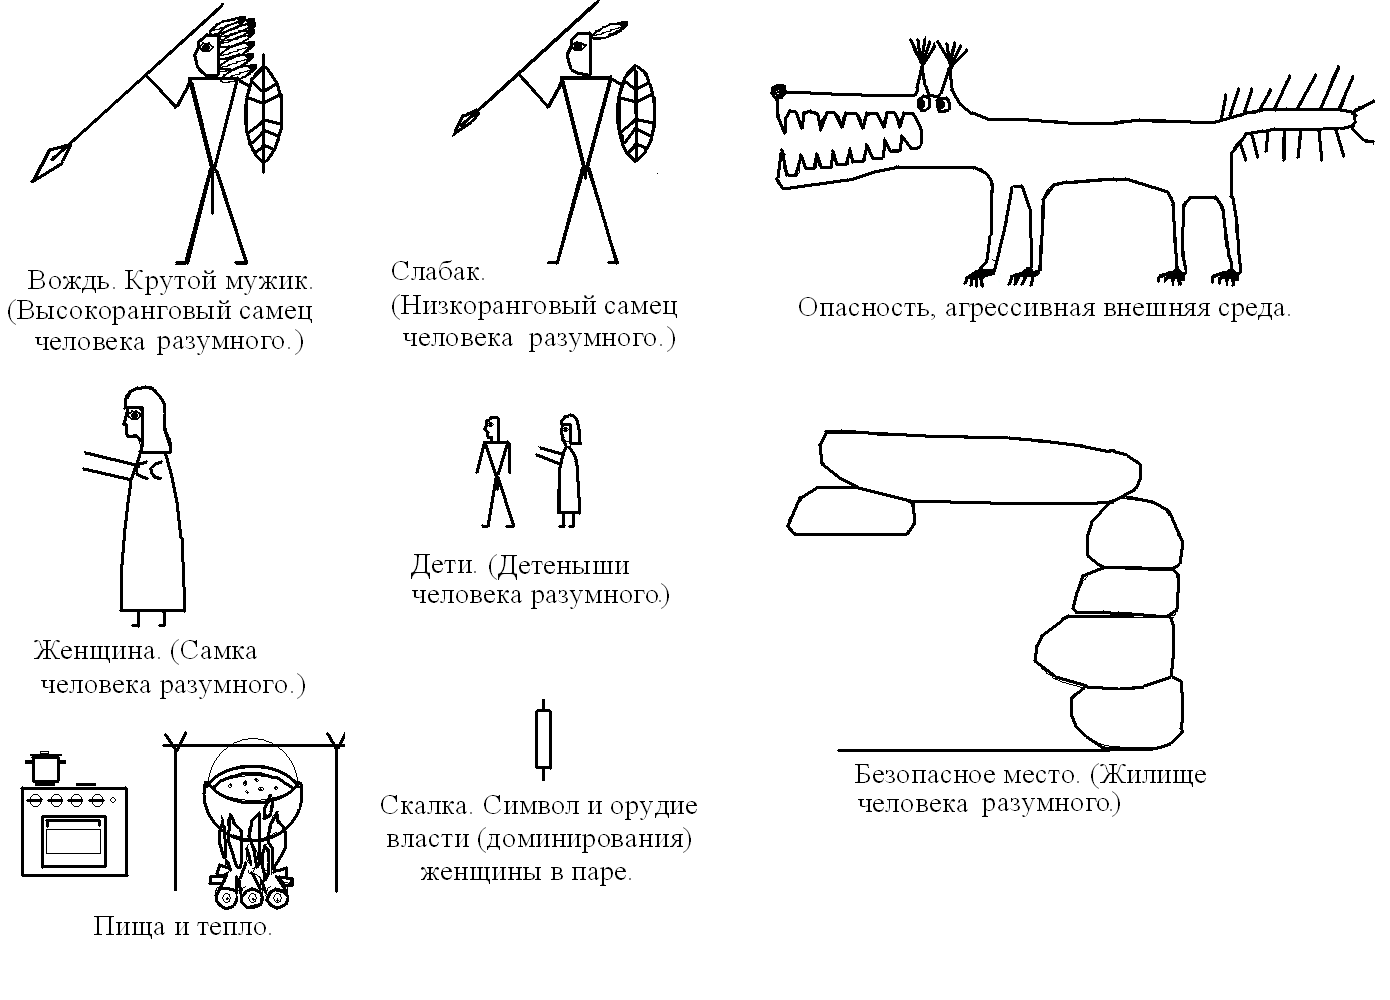 Вождь. Крутой мужик.
(Высокоранговый самец
человека разумного.)
Слабак.
(Низкоранговый самец
человека разумного.)
Опасность, агрессивная внешняя среда.
Женщина. (Самка
человека разумного.)
Дети. (Детеныши
человека разумного.)
Безопасное место. (Жилище
человека разумного.)
Скалка. Символ и орудие
власти (доминирования)
женщины в паре.
Пища и тепло.